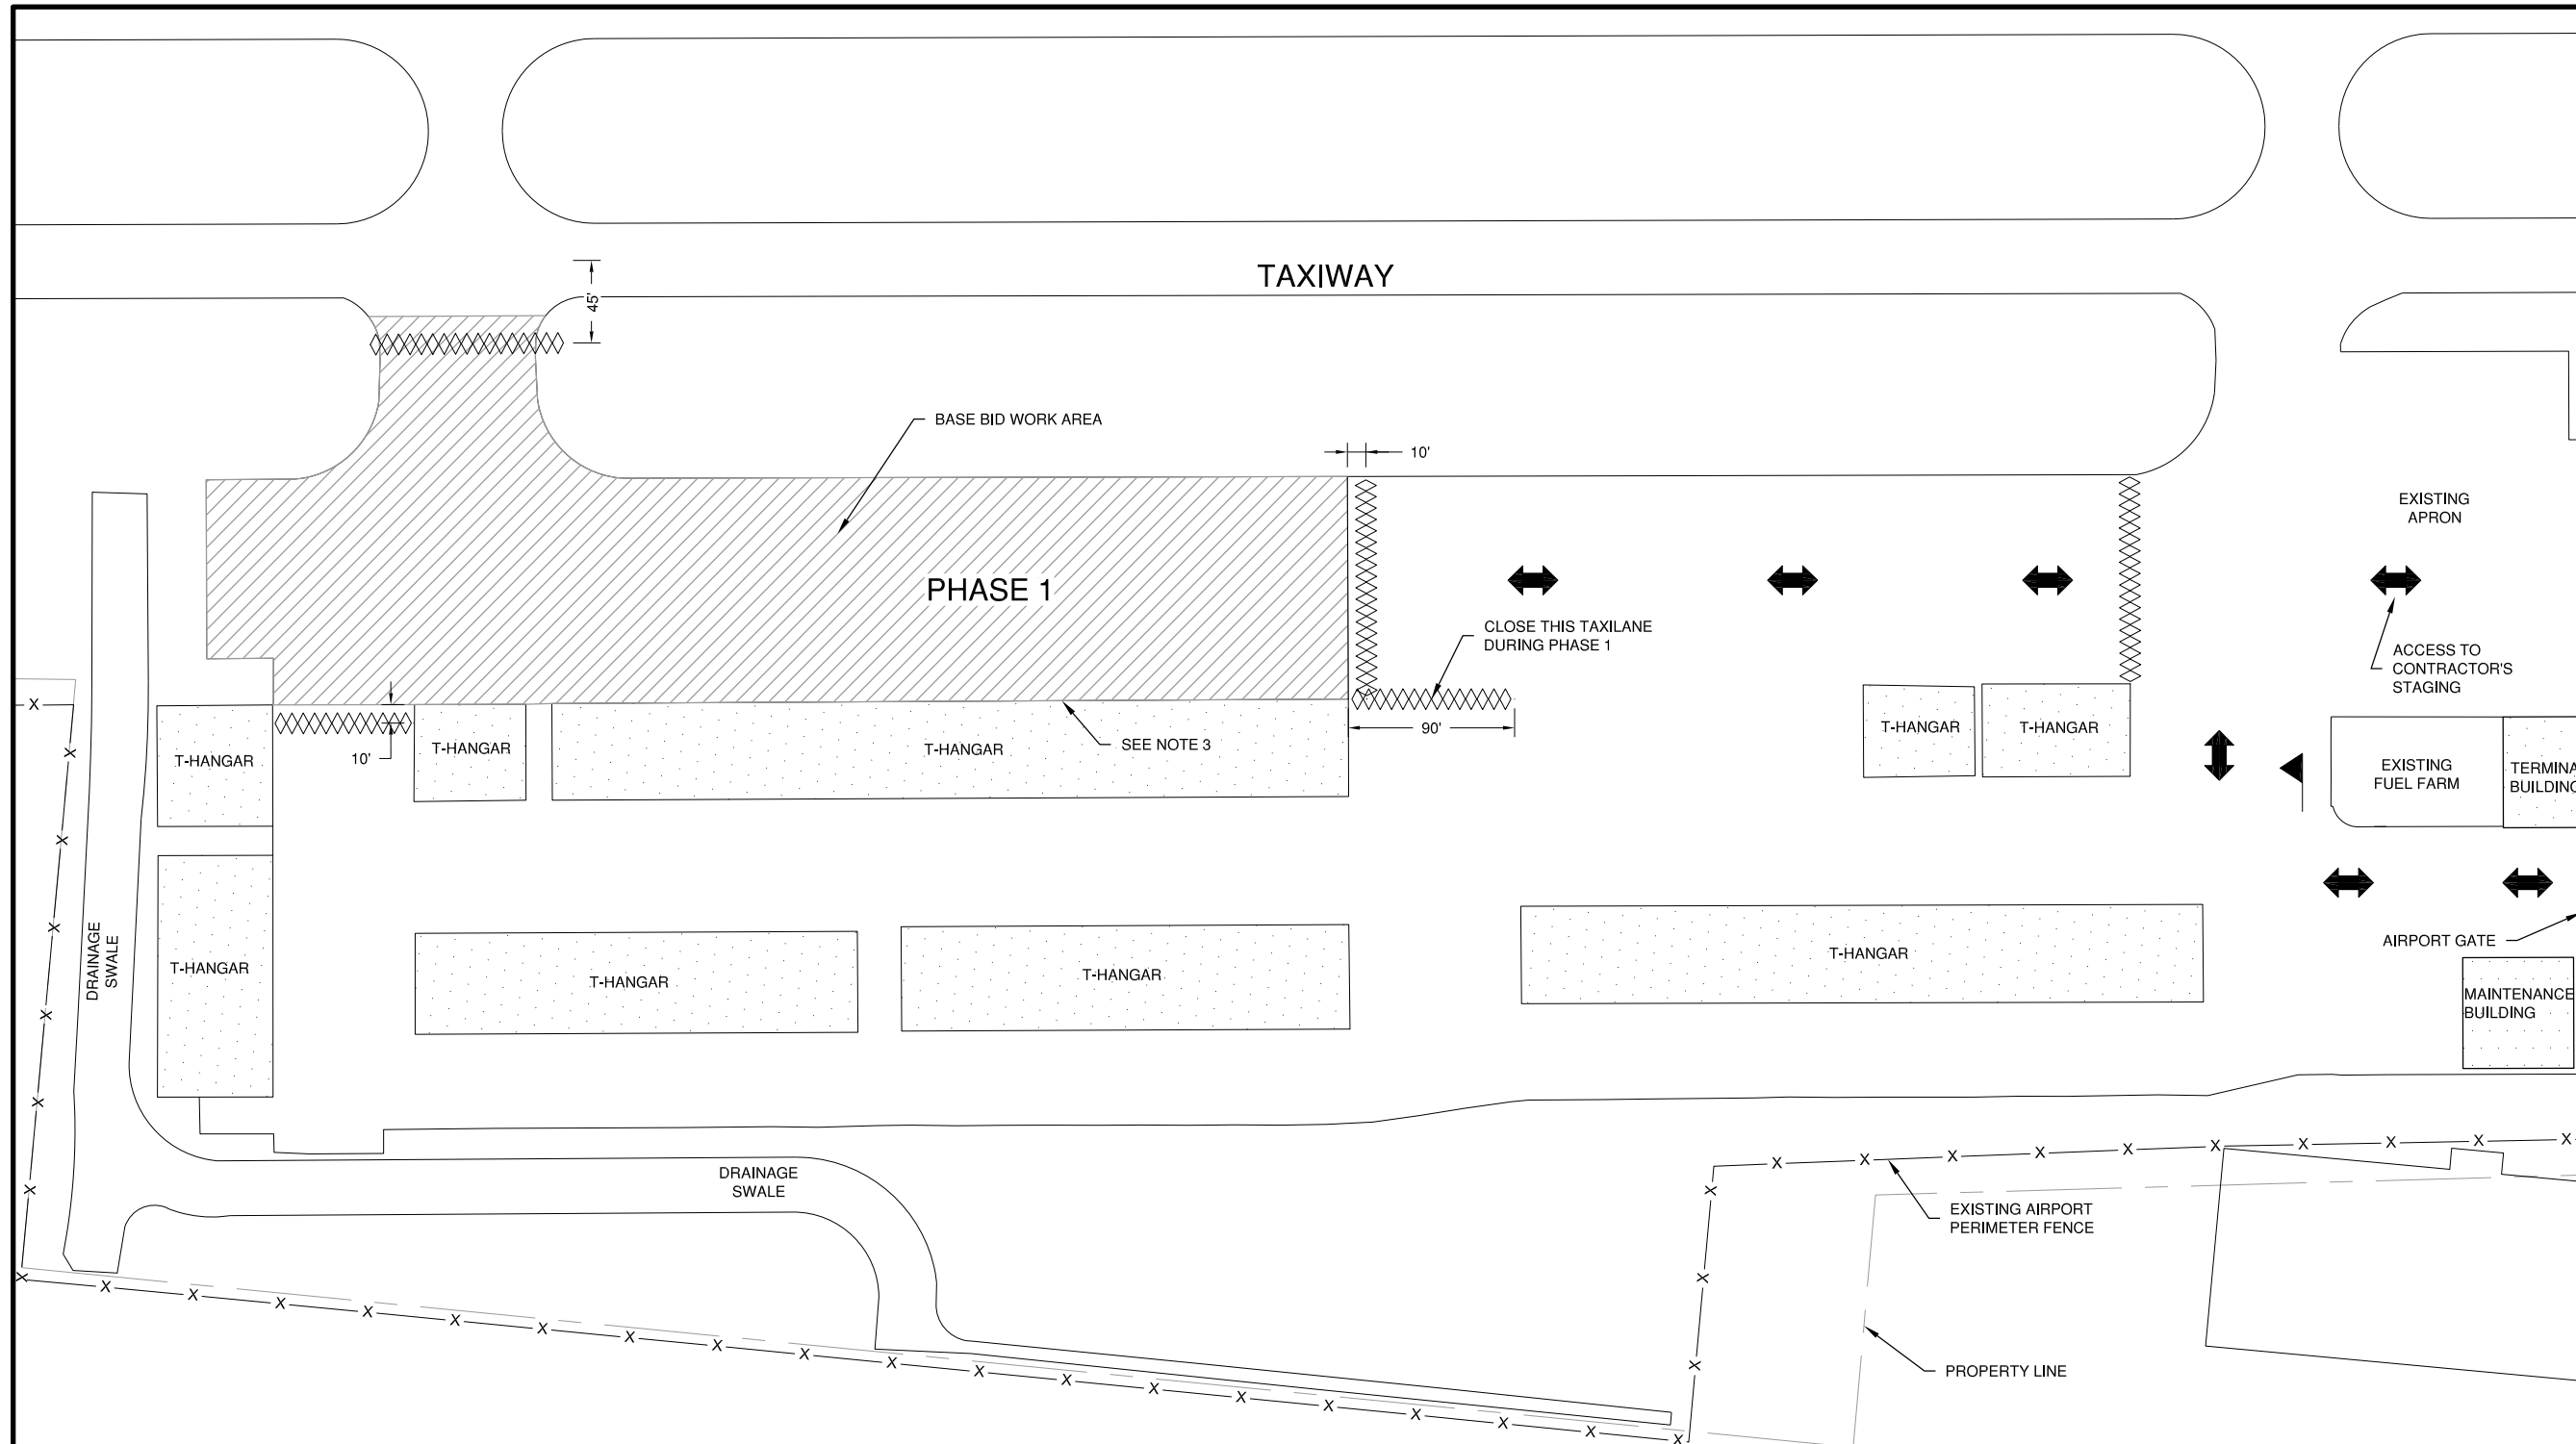 TAXIWAY
45'
BASE BID WORK AREA
10'
EXISTING
APRON
PHASE 1
CLOSE THIS TAXILANE
DURING PHASE 1
ACCESS TO
CONTRACTOR'S
STAGING
X
T-HANGAR
10'
T-HANGAR
T-HANGAR
SEE NOTE 3
90'
T-HANGAR
T-HANGAR
EXISTING
FUEL FARM
TERMINA
BUILDING
DRAINAGE
SWALE
T-HANGAR
T-HANGAR
T-HANGAR
T-HANGAR
AIRPORT GATE
MAINTENANCE
BUILDING
DRAINAGE
SWALE
EXISTING AIRPORT
PERIMETER FENCE
PROPERTY LINE